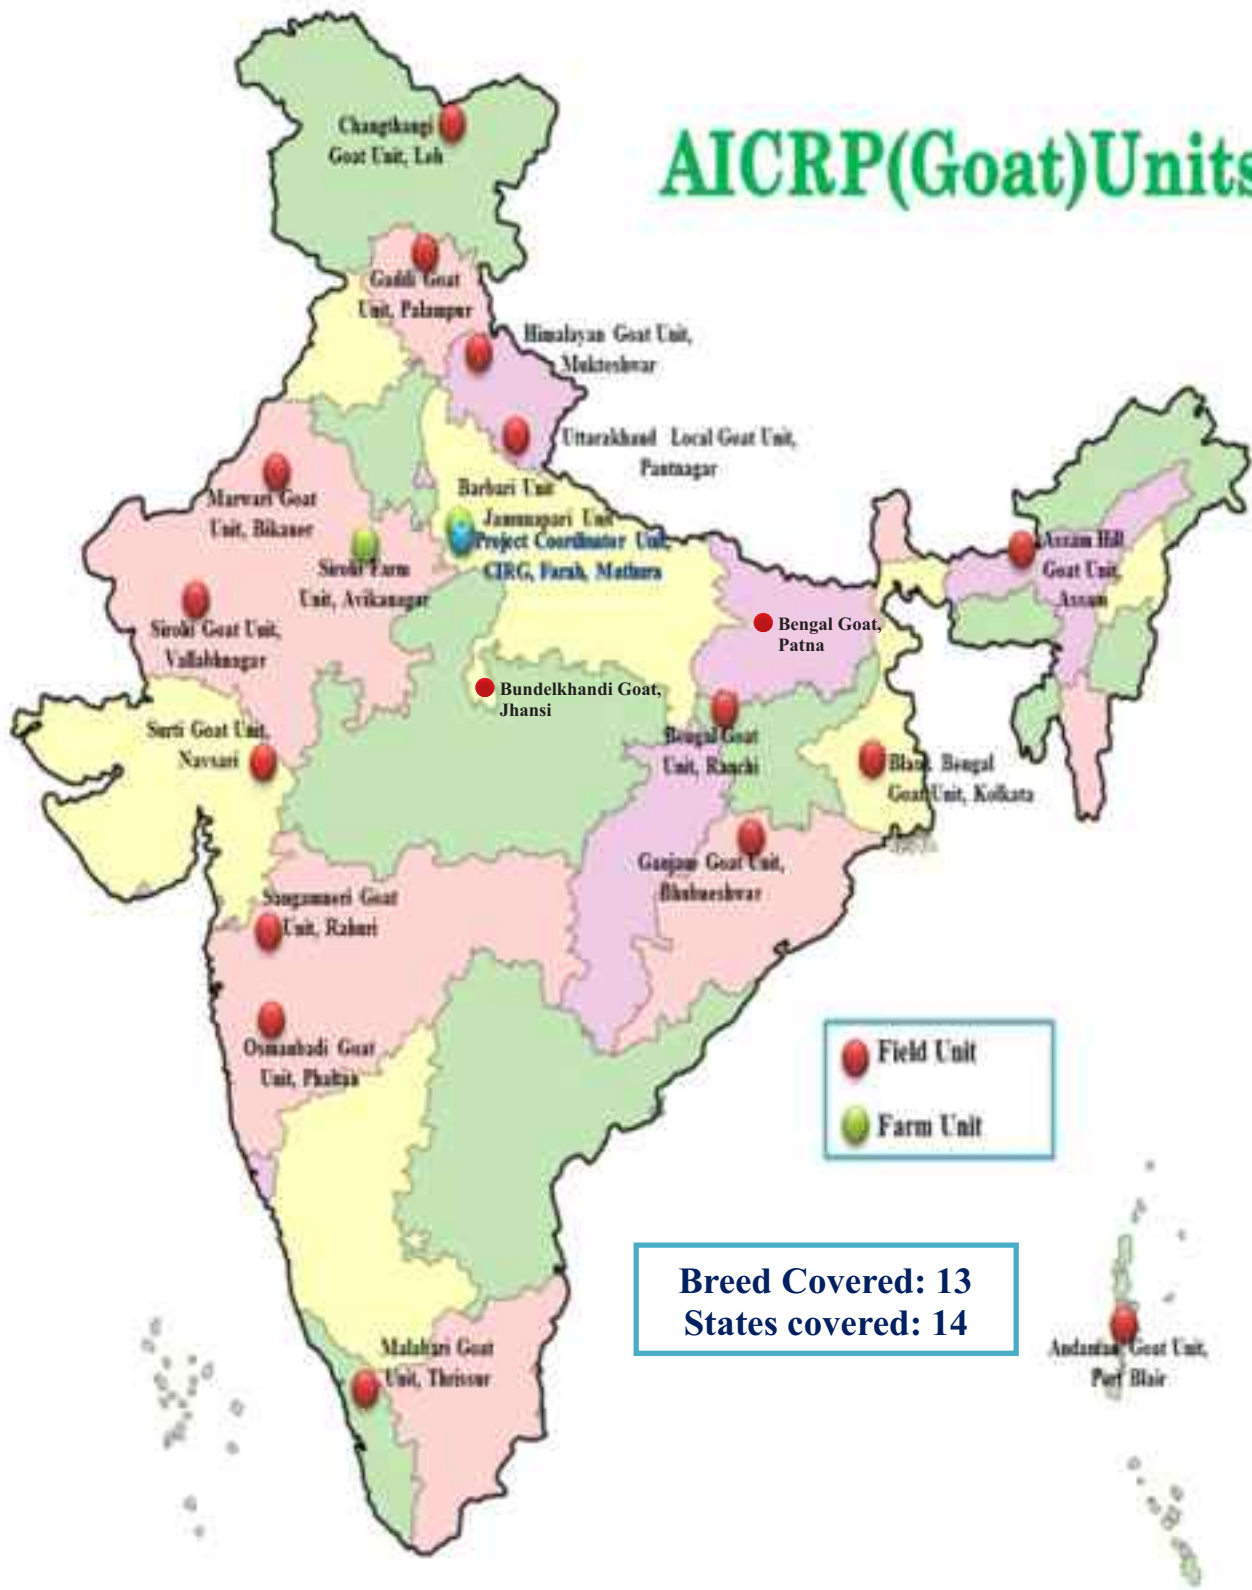 AICRP(Goat)Units
Changthangi
Goat Unit, Leh
Gaddi Goat
Unit, Palampur
Himalayan Goat Unit,
Mukteshwar
Uttarakhand Local Goat Unit,
Pantnagar
Marwari Goat
Unit, Bikaner
Barbari Unit
Jamunapari Unit
Project Coordinator Unit,
CIRG, Farah, Mathura
Sirohi Farm
Unit, Avikanagar
Assam Hill
Goat Unit,
Assam
Sirohi Goat Unit,
Vallabhnagar
Bengal Goat,
Patna
Bundelkhandi Goat,
Jhansi
Surti Goat Unit,
Navsari
Bengal Goat
Unit, Ranchi
Black Bengal
Goat Unit, Kolkata
Ganjam Goat Unit,
Bhubneshwar
Sangamneri Goat
Unit, Rahuri
Osmanbadi Goat
Unit, Phaltan
Field Unit
Farm Unit
Breed Covered: 13
States covered: 14
Malabari Goat
Unit, Thrissur
Andaman Goat Unit,
Port Blair